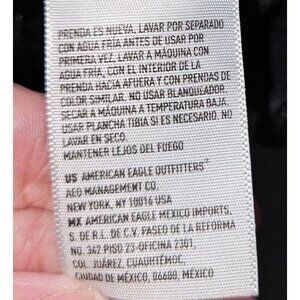 PRENDA ES NUEVA, LAVAR POR SEPARADO
CON AGUA FRÍA ANTES DE USAR POR
PRIMERA VEZ, LAVAR A MÁQUINA CON
AGUA FRÍA, CON EL INTERIOR DE LA
PRENDA HACIA AFUERA Y CON PRENDAS DE
COLOR SIMILAR. NO USAR BLANQUEADOR.
SECAR A MÁQUINA A TEMPERATURA BAJA.
USAR PLANCHA TIBIA SI ES NECESARIO. NO
LAVAR EN SECO.
MANTENER LEJOS DEL FUEGO
US AMERICAN EAGLE OUTFITTERS™
AEO MANAGEMENT CO.
NEW YORK, NY 10016 USA
MX AMERICAN EAGLE MEXICO IMPORTS,
S. DE R.L. DE C.V. PASEO DE LA REFORMA
NO. 342 PISO 23-OFICINA 2301,
COL. JUÁREZ, CUAUHTÉMOC,
CIUDAD DE MÉXICO, 06600, MÉXICO